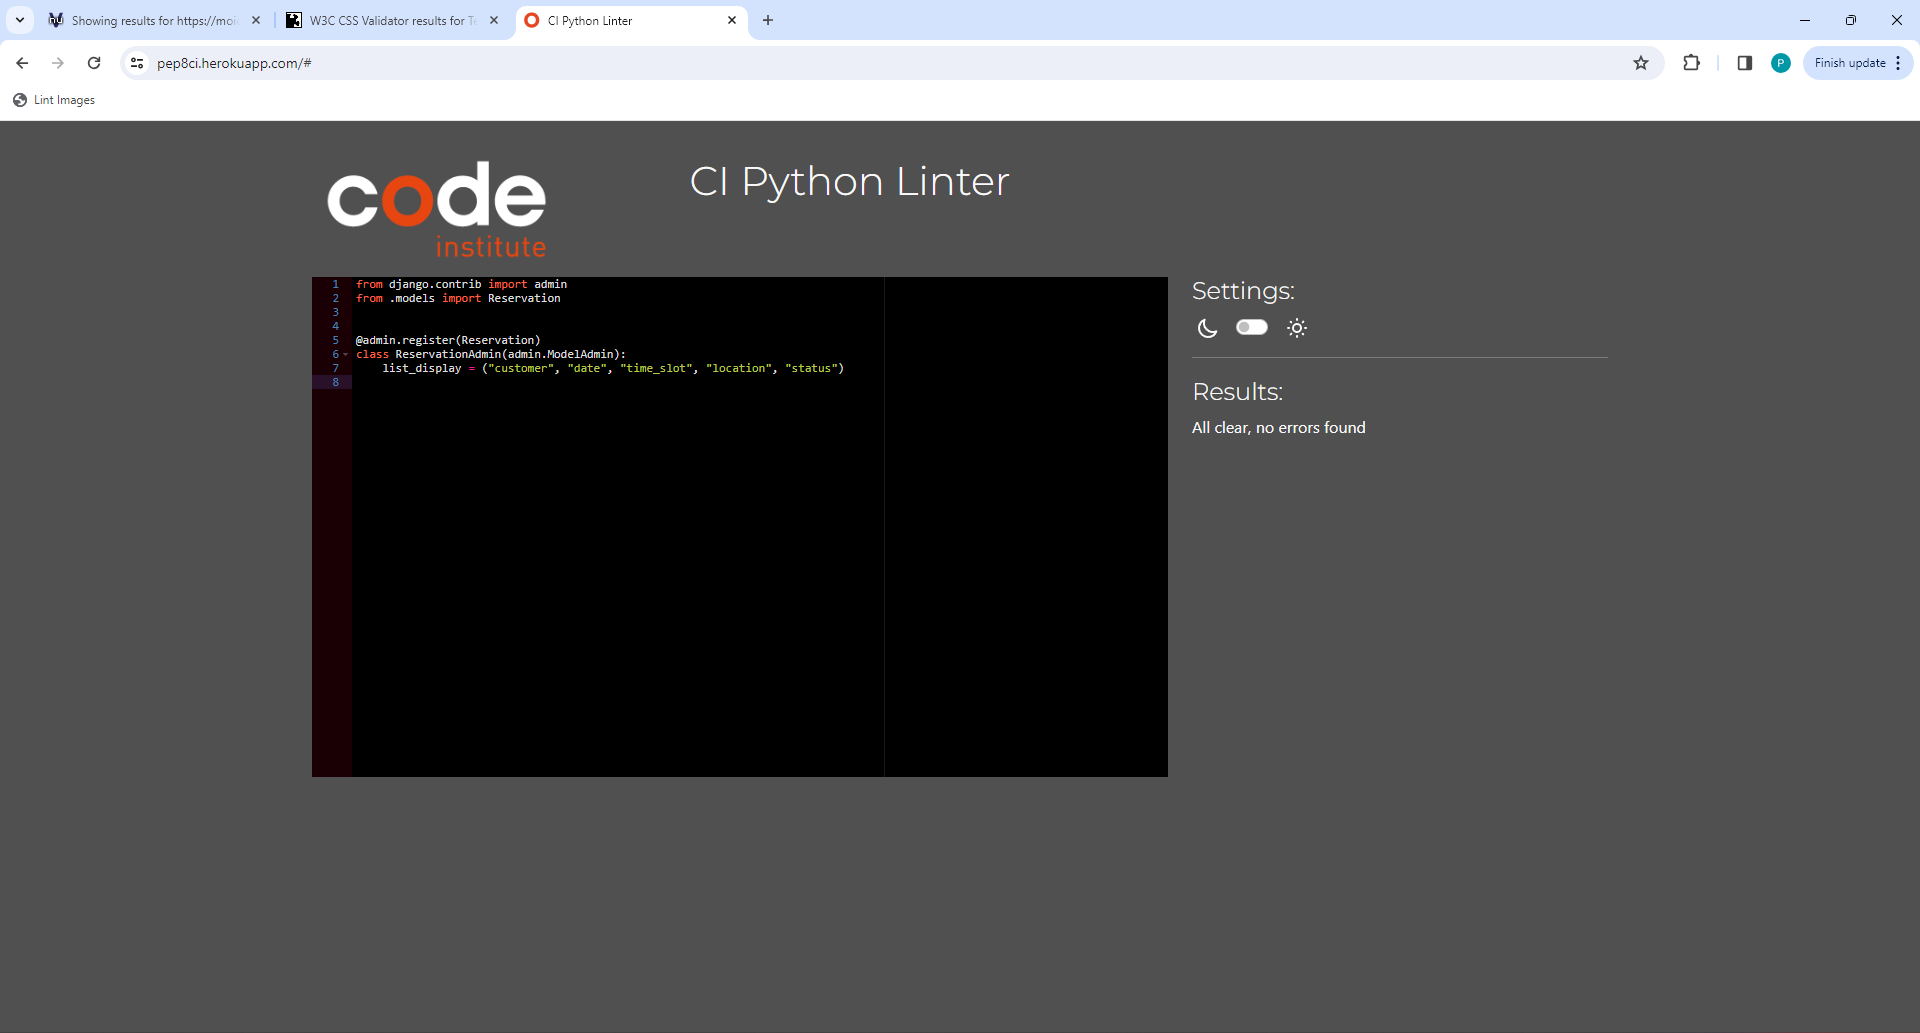 Showing results for https://moi
W3C CSS Validator results for Te
CI Python Linter
pep8ci.herokuapp.com/#
P
Finish update
Lint Images
code
institute
CI Python Linter
1 from django.contrib import admin
2 from .models import Reservation
3
4
5 @admin.register(Reservation)
6 class ReservationAdmin(admin.ModelAdmin):
7     list_display = ("customer", "date", "time_slot", "location", "status")
8
Settings:
Results:
All clear, no errors found